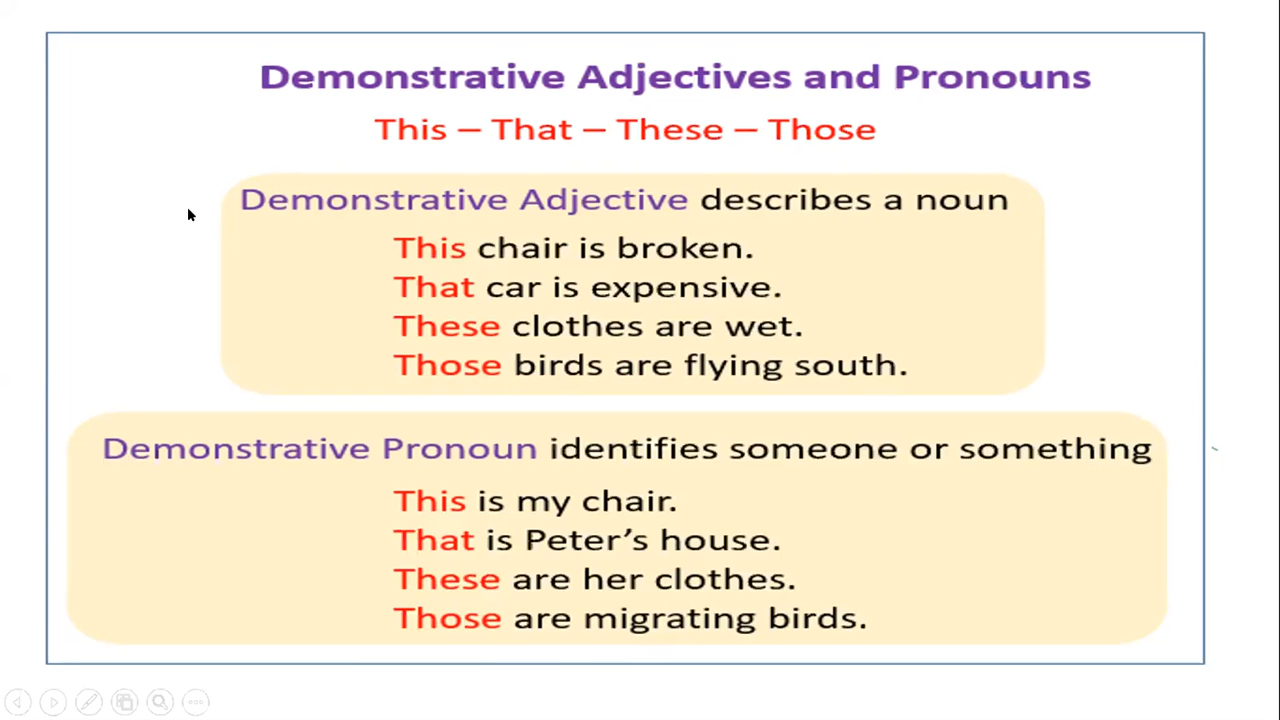 Demonstrative Adjectives and Pronouns
This – That – These – Those
Demonstrative Adjective describes a noun
This chair is broken.
That car is expensive.
These clothes are wet.
Those birds are flying south.
Demonstrative Pronoun identifies someone or something
This is my chair.
That is Peter’s house.
These are her clothes.
Those are migrating birds.